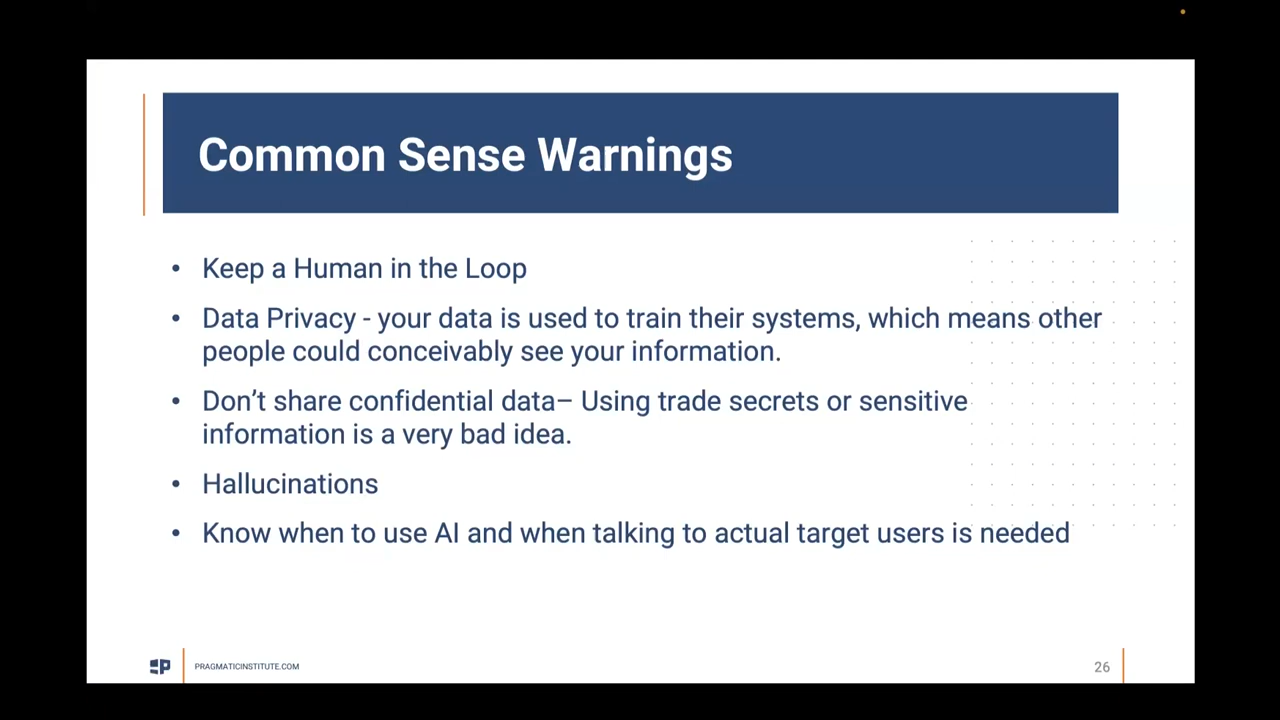 Common Sense Warnings
• Keep a Human in the Loop
• Data Privacy - your data is used to train their systems, which means other
people could conceivably see your information.
• Don’t share confidential data– Using trade secrets or sensitive
information is a very bad idea.
• Hallucinations
• Know when to use AI and when talking to actual target users is needed
PRAGMATICINSTITUTE.COM
26